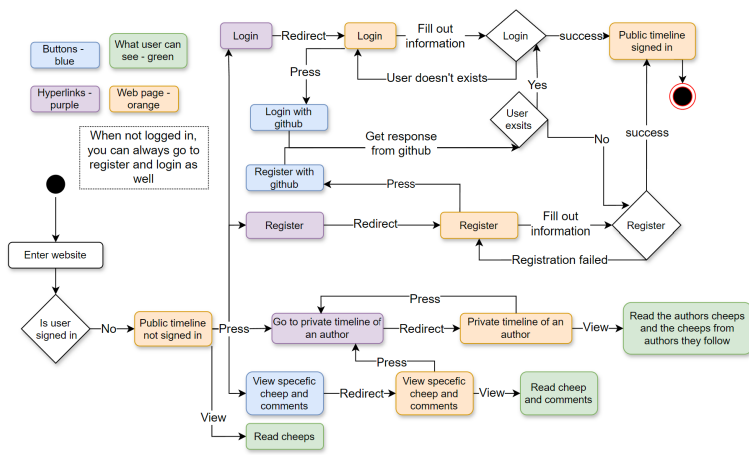 Buttons -
blue
What user can
see - green
Hyperlinks -
purple
Web page -
orange
When not logged in,
you can always go to
register and login as
well
Login
Redirect
Login
Fill out
information
Login
success
Public timeline
signed in
Press
User doesn't exists
Yes
Login with
github
Get response
from github
User
exsits
No
success
Register with
github
Press
Register
Redirect
Register
Fill out
information
Register
Registration failed
Enter website
Is user
signed in
No
Public timeline
not signed in
Press
Press
Go to private timeline of
an author
Redirect
Private timeline of an
author
View
Read the authors cheeps
and the cheeps from
authors they follow
Press
View specefic
cheep and
comments
Redirect
View specefic
cheep and
comments
View
Read cheep
and comments
View
Read cheeps